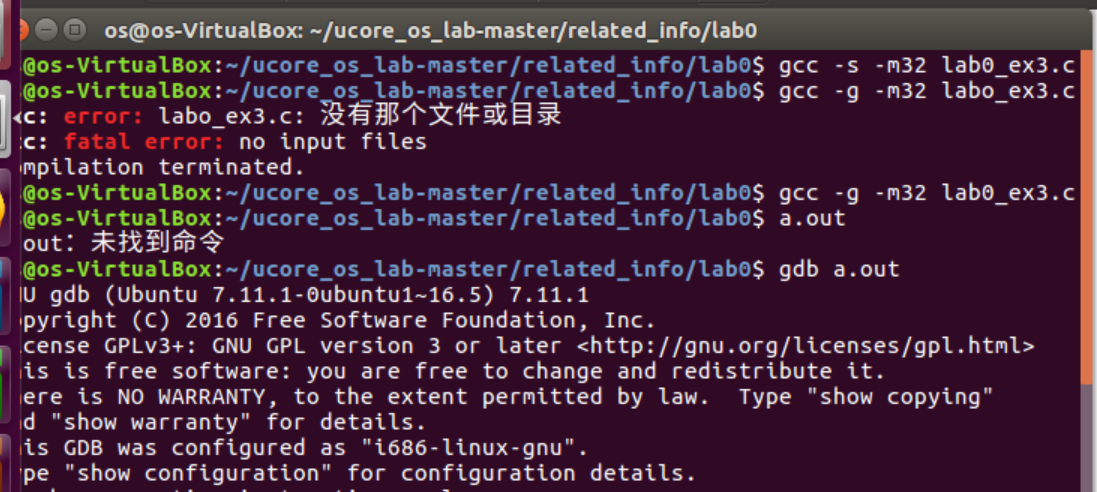 os@os-VirtualBox: ~/ucore_os_lab-master/related_info/lab0
@os-VirtualBox:~/ucore_os_lab-master/related_info/lab0$ gcc -s -m32 lab0_ex3.c
@os-VirtualBox:~/ucore_os_lab-master/related_info/lab0$ gcc -g -m32 labo_ex3.c
c: error: labo_ex3.c: 没有那个文件或目录
c: fatal error: no input files
mpilation terminated.
@os-VirtualBox:~/ucore_os_lab-master/related_info/lab0$ gcc -g -m32 lab0_ex3.c
@os-VirtualBox:~/ucore_os_lab-master/related_info/lab0$ a.out
out: 未找到命令
@os-VirtualBox:~/ucore_os_lab-master/related_info/lab0$ gdb a.out
U gdb (Ubuntu 7.11.1-0ubuntu1~16.5) 7.11.1
pyright (C) 2016 Free Software Foundation, Inc.
cense GPLv3+: GNU GPL version 3 or later <http://gnu.org/licenses/gpl.html>
is is free software: you are free to change and redistribute it.
ere is NO WARRANTY, to the extent permitted by law.  Type "show copying"
d "show warranty" for details.
is GDB was configured as "i686-linux-gnu".
pe "show configuration" for configuration details.